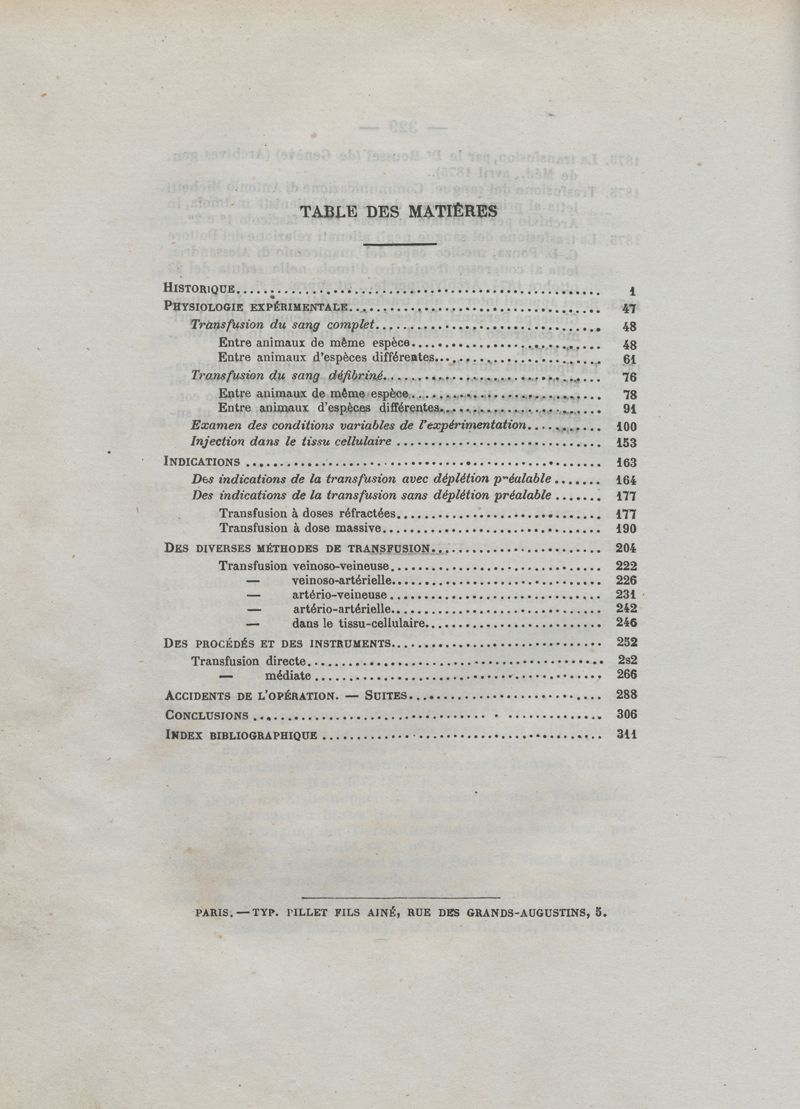 TABLE DES MATIÈRES
HISTORIQUE 1
PHYSIOLOGIE EXPÉRIMENTALE 47
Transfusion du sang complet 48
Entre animaux de même espèce 48
Entre animaux d'espèces différentes 61
Transfusion du sang défibriné 76
Entre animaux de même espèce 78
Entre animaux d'espèces différentes 91
Examen des conditions variables de l'expérimentation 100
Injection dans le tissu cellulaire 153
INDICATIONS 163
Des indications de la transfusion avec déplétion préalable 164
Des indications de la transfusion sans déplétion préalable 177
Transfusion à doses réfractées 177
Transfusion à dose massive 190
DES DIVERSES MÉTHODES DE TRANSFUSION 204
Transfusion veinoso-veineuse 222
— veinoso-artérielle 226
— artério-veineuse 231
— artério-artérielle 242
— dans le tissu-cellulaire 246
DES PROCÉDÉS ET DES INSTRUMENTS 252
Transfusion directe 2s2
— médiate 266
ACCIDENTS DE L'OPÉRATION. — SUITES 288
CONCLUSIONS 306
INDEX BIBLIOGRAPHIQUE 311
PARIS. — TYP. PILLET FILS AINÉ, RUE DES GRANDS-AUGUSTINS, 5.